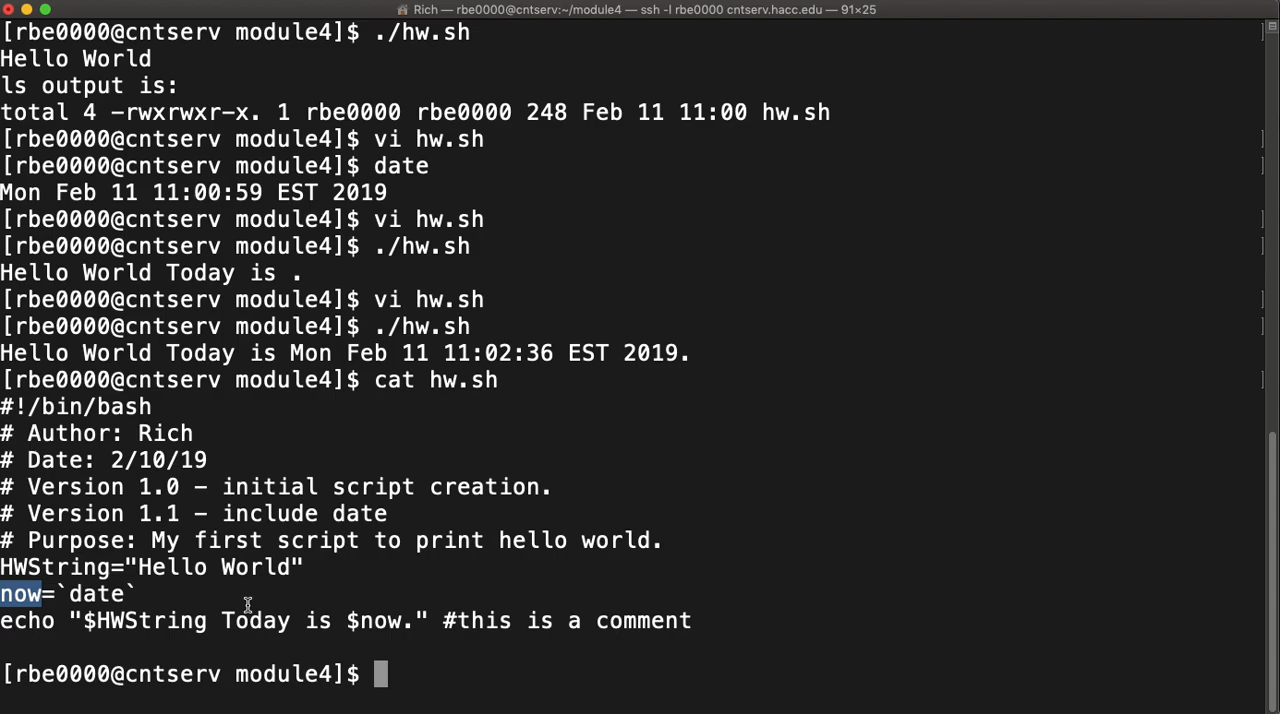 Rich — rbe0000@cntserv:~/module4 — ssh -l rbe0000 cntserv.hacc.edu — 91×25
[rbe0000@cntserv module4]$ ./hw.sh
Hello World
ls output is:
total 4 -rwxrwxr-x. 1 rbe0000 rbe0000 248 Feb 11 11:00 hw.sh
[rbe0000@cntserv module4]$ vi hw.sh
[rbe0000@cntserv module4]$ date
Mon Feb 11 11:00:59 EST 2019
[rbe0000@cntserv module4]$ vi hw.sh
[rbe0000@cntserv module4]$ ./hw.sh
Hello World Today is .
[rbe0000@cntserv module4]$ vi hw.sh
[rbe0000@cntserv module4]$ ./hw.sh
Hello World Today is Mon Feb 11 11:02:36 EST 2019.
[rbe0000@cntserv module4]$ cat hw.sh
#!/bin/bash
# Author: Rich
# Date: 2/10/19
# Version 1.0 - initial script creation.
# Version 1.1 - include date
# Purpose: My first script to print hello world.
HWString="Hello World"
now=`date`
echo "$HWString Today is $now." #this is a comment
[rbe0000@cntserv module4]$